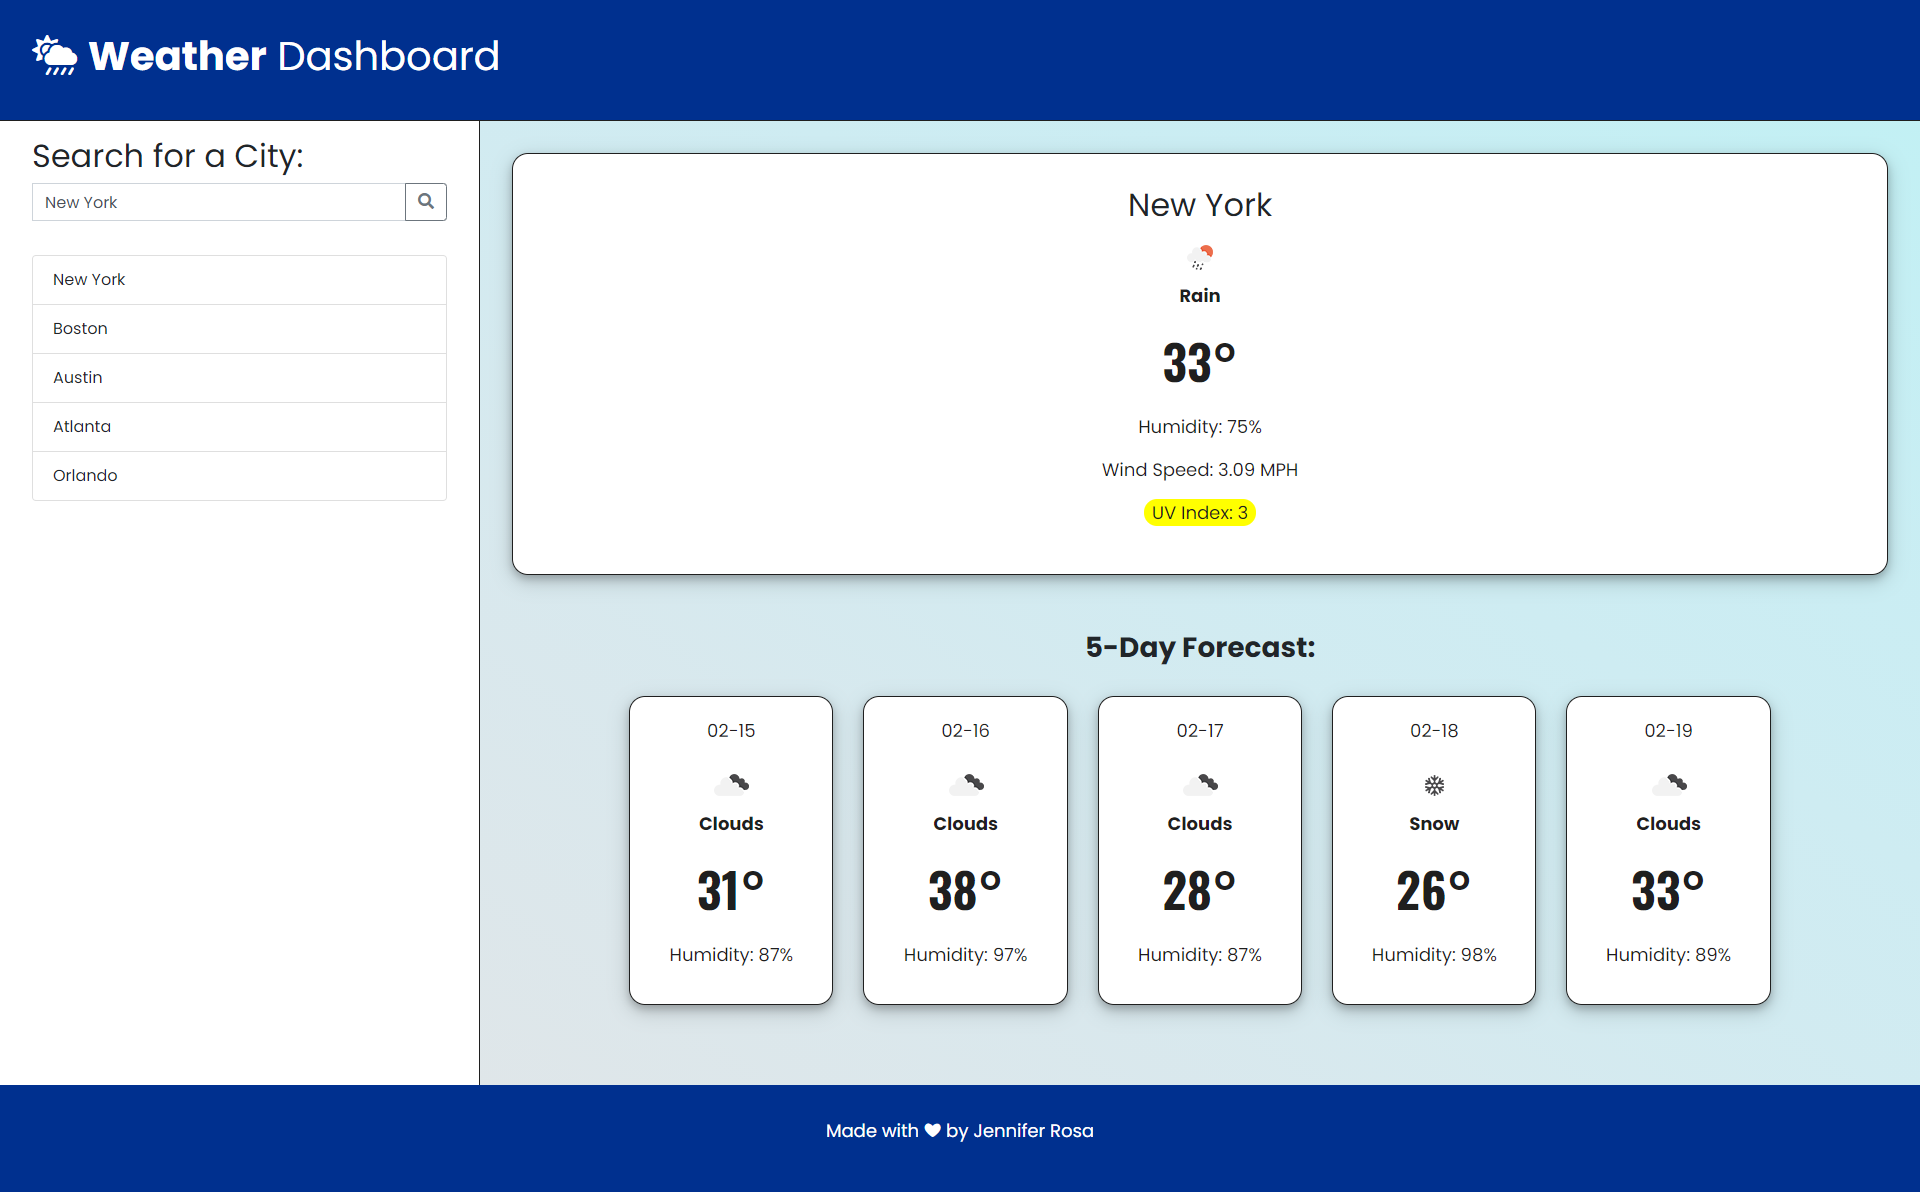 Weather Dashboard
Search for a City:
New York
New York
Boston
Austin
Atlanta
Orlando
New York
Rain
33°
Humidity: 75%
Wind Speed: 3.09 MPH
UV Index: 3
5-Day Forecast:
02-15
Clouds
31°
Humidity: 87%
02-16
Clouds
38°
Humidity: 97%
02-17
Clouds
28°
Humidity: 87%
02-18
Snow
26°
Humidity: 98%
02-19
Clouds
33°
Humidity: 89%
Made with ♥ by Jennifer Rosa